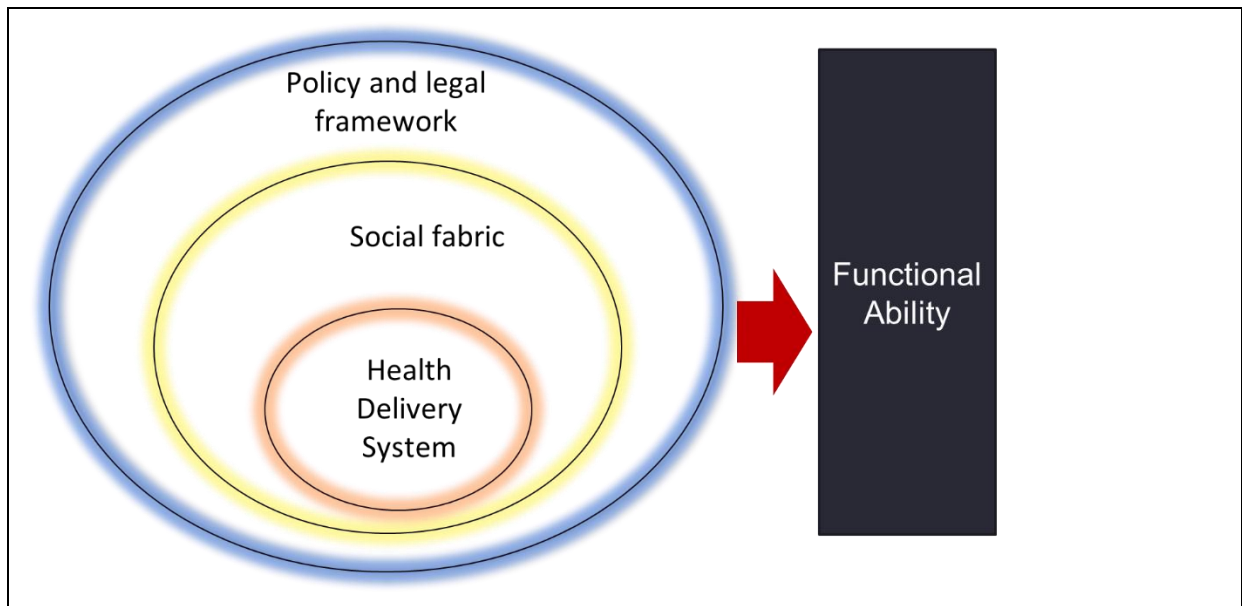 Policy and legal
framework
Social fabric
Health
Delivery
System
Functional
Ability